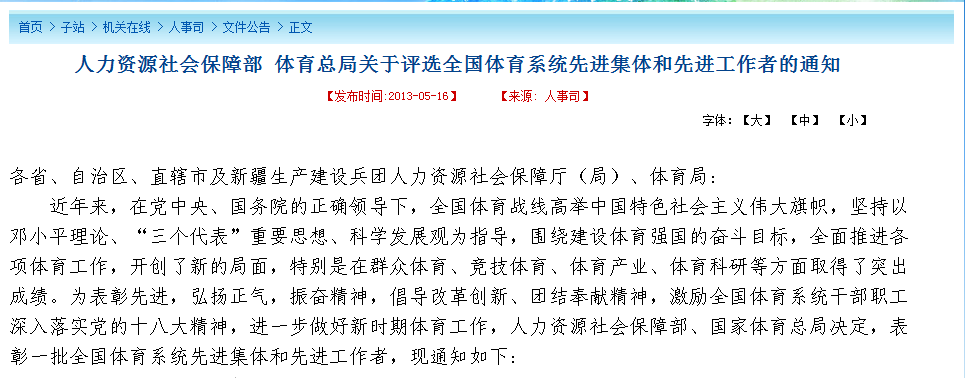 首页 > 子站 > 机关在线 > 人事司 > 文件公告 > 正文
人力资源社会保障部 体育总局关于评选全国体育系统先进集体和先进工作者的通知
【发布时间:2013-05-16】 【来源: 人事司】
字体:【大】 【中】 【小】
各省、自治区、直辖市及新疆生产建设兵团人力资源社会保障厅（局）、体育局：
近年来，在党中央、国务院的正确领导下，全国体育战线高举中国特色社会主义伟大旗帜，坚持以
邓小平理论、“三个代表”重要思想、科学发展观为指导，围绕建设体育强国的奋斗目标，全面推进各
项体育工作，开创了新的局面，特别是在群众体育、竞技体育、体育产业、体育科研等方面取得了突出
成绩。为表彰先进，弘扬正气，振奋精神，倡导改革创新、团结奉献精神，激励全国体育系统干部职工
深入落实党的十八大精神，进一步做好新时期体育工作，人力资源社会保障部、国家体育总局决定，表
彰一批全国体育系统先进集体和先进工作者，现通知如下：